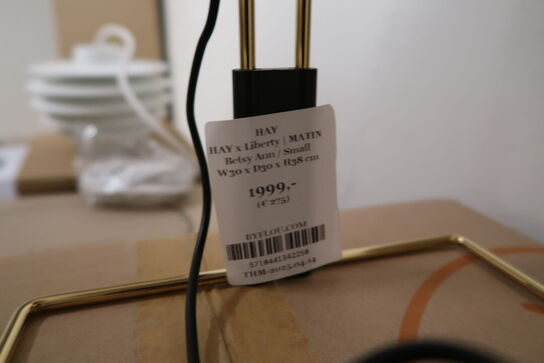 HAY
HAY x Liberty | MATIN
Betsy Ann / Small
W30 x D30 x H38 cm
1999,-
(€ 275)
BYFLOU.COM
5710441342250
THM-2025.04.14